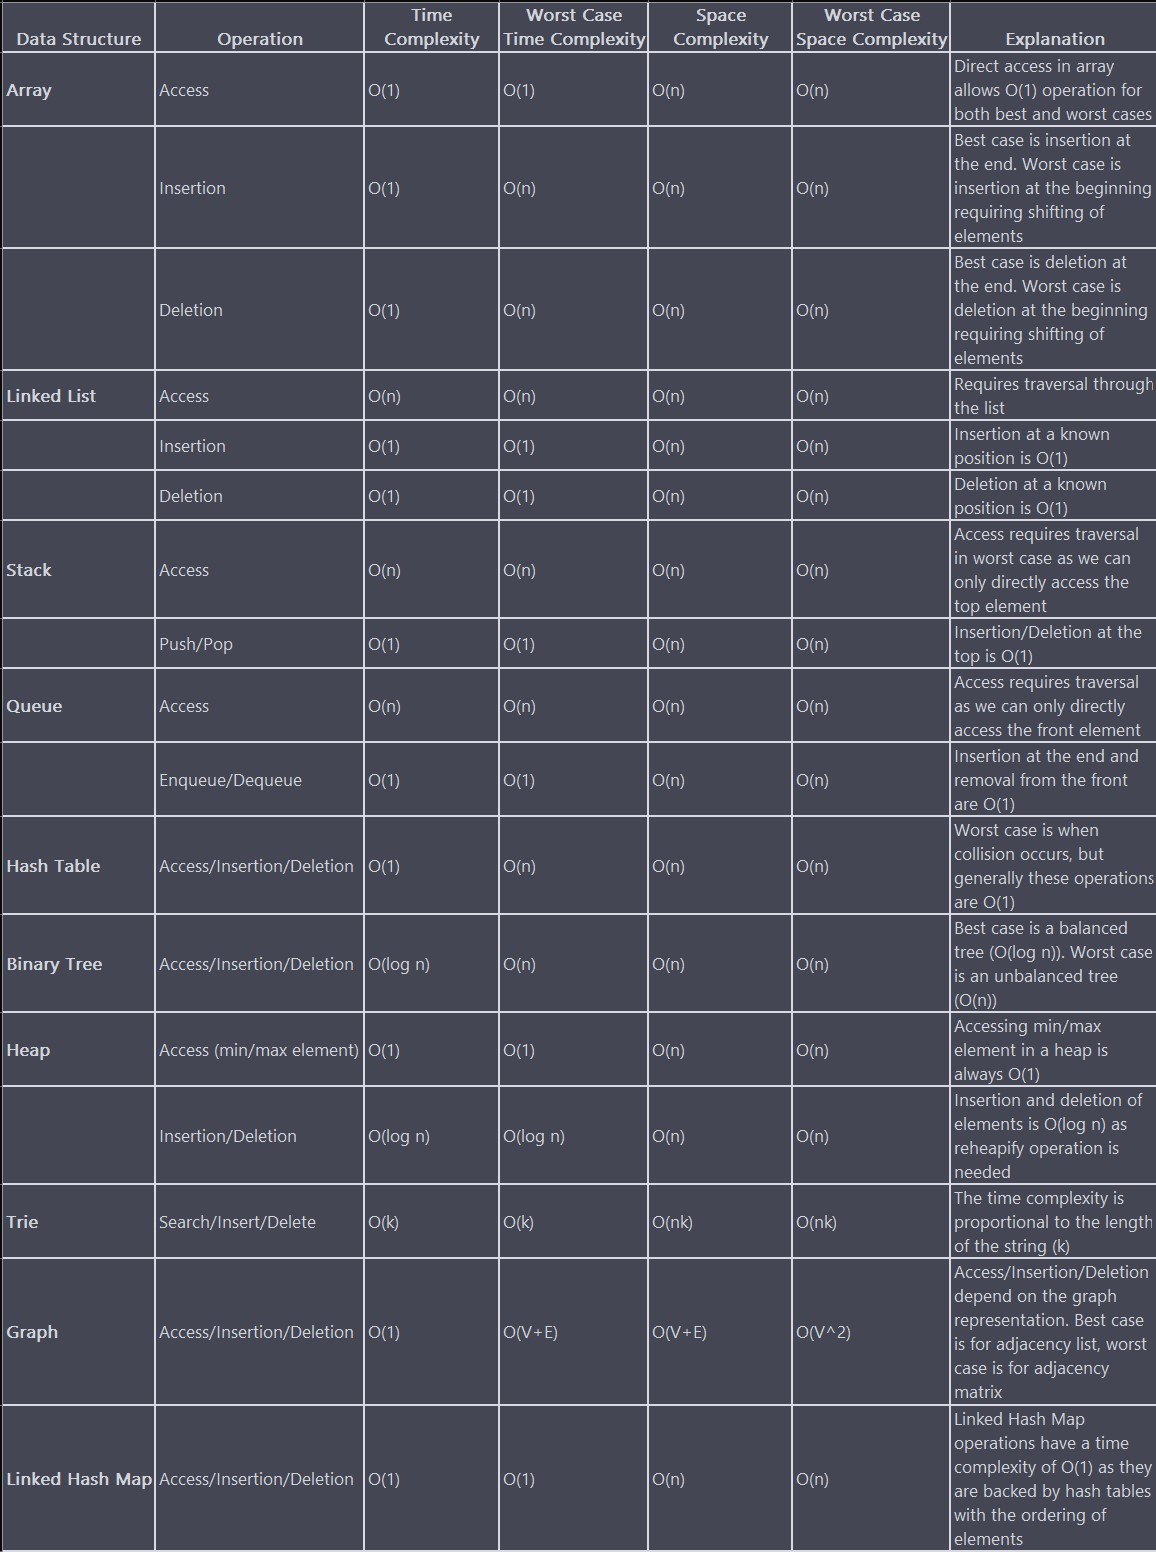 Data Structure Operation Time Complexity Worst Case Time Complexity Space Complexity Worst Case Space Complexity Explanation
Array Access O(1) O(1) O(n) O(n) Direct access in array
allows O(1) operation for
both best and worst cases
Insertion O(1) O(n) O(n) O(n) Best case is insertion at
the end. Worst case is
insertion at the beginning
requiring shifting of
elements
Deletion O(1) O(n) O(n) O(n) Best case is deletion at
the end. Worst case is
deletion at the beginning
requiring shifting of
elements
Linked List Access O(n) O(n) O(n) O(n) Requires traversal through
the list
Insertion O(1) O(1) O(n) O(n) Insertion at a known
position is O(1)
Deletion O(1) O(1) O(n) O(n) Deletion at a known
position is O(1)
Stack Access O(n) O(n) O(n) O(n) Access requires traversal
in worst case as we can
only directly access the
top element
Push/Pop O(1) O(1) O(n) O(n) Insertion/Deletion at the
top is O(1)
Queue Access O(n) O(n) O(n) O(n) Access requires traversal
as we can only directly
access the front element
Enqueue/Dequeue O(1) O(1) O(n) O(n) Insertion at the end and
removal from the front
are O(1)
Hash Table Access/Insertion/Deletion O(1) O(n) O(n) O(n) Worst case is when
collision occurs, but
generally these operations
are O(1)
Binary Tree Access/Insertion/Deletion O(log n) O(n) O(n) O(n) Best case is a balanced
tree (O(log n)). Worst case
is an unbalanced tree
(O(n))
Heap Access (min/max element) O(1) O(1) O(n) O(n) Accessing min/max
element in a heap is
always O(1)
Insertion/Deletion O(log n) O(log n) O(n) O(n) Insertion and deletion of
elements is O(log n) as
reheapify operation is
needed
Trie Search/Insert/Delete O(k) O(k) O(nk) O(nk) The time complexity is
proportional to the length
of the string (k)
Graph Access/Insertion/Deletion O(1) O(V+E) O(V+E) O(V^2) Access/Insertion/Deletion
depend on the graph
representation. Best case
is for adjacency list, worst
case is for adjacency
matrix
Linked Hash Map Access/Insertion/Deletion O(1) O(1) O(n) O(n) Linked Hash Map
operations have a time
complexity of O(1) as they
are backed by hash tables
with the ordering of
elements